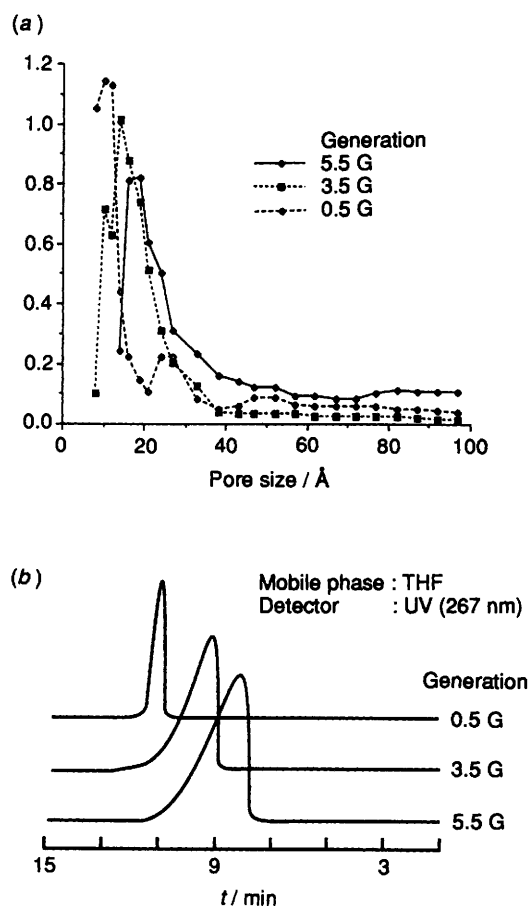 (a)
1.2
1.0
0.8
0.6
0.4
0.2
0.0
Generation
5.5 G
3.5 G
0.5 G
0 20 40 60 80 100
Pore size / Å
(b)
Mobile phase : THF
Detector : UV (267 nm)
Generation
0.5 G
3.5 G
5.5 G
15 9 3
t / min